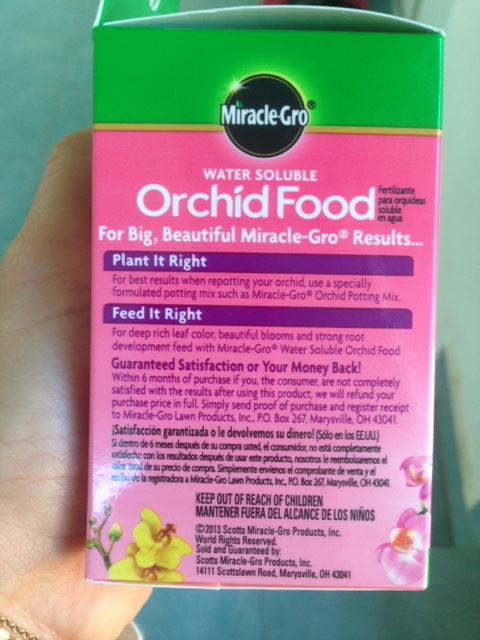 Miracle-Gro®
WATER SOLUBLE
Orchid Food
Fertilizante
para orquídeas
soluble
en agua
For Big, Beautiful Miracle-Gro® Results...
Plant It Right
For best results when repotting your orchid, use a specially
formulated potting mix such as Miracle-Gro® Orchid Potting Mix.
Feed It Right
For deep rich leaf color, beautiful blooms and strong root
development feed with Miracle-Gro® Water Soluble Orchid Food.
Guaranteed Satisfaction or Your Money Back!
Within 6 months of purchase if you, the consumer, are not completely
satisfied with the results after using this product, we will refund your
purchase price in full. Simply send proof of purchase and register receipt
to Miracle-Gro Lawn Products, Inc., P.O. Box 267, Marysville, OH 43041.
¡Satisfacción garantizada o le devolvemos su dinero! (Sólo en los EE.UU.)
Si dentro de 6 meses después de su compra usted, el consumidor, no está completamente
satisfecho con los resultados después de usar este producto, nosotros le reembolsaremos el
valor total de su precio de compra. Simplemente envíenos el comprobante de venta y el
recibo de la registradora a Miracle-Gro Lawn Products, Inc., P.O. Box 267, Marysville, OH 43041.
KEEP OUT OF REACH OF CHILDREN
MANTENER FUERA DEL ALCANCE DE LOS NIÑOS
©2013 Scotts Miracle-Gro Products, Inc.
World Rights Reserved.
Sold and Guaranteed by:
Scotts Miracle-Gro Products, Inc.
14111 Scottslawn Road, Marysville, OH 43041